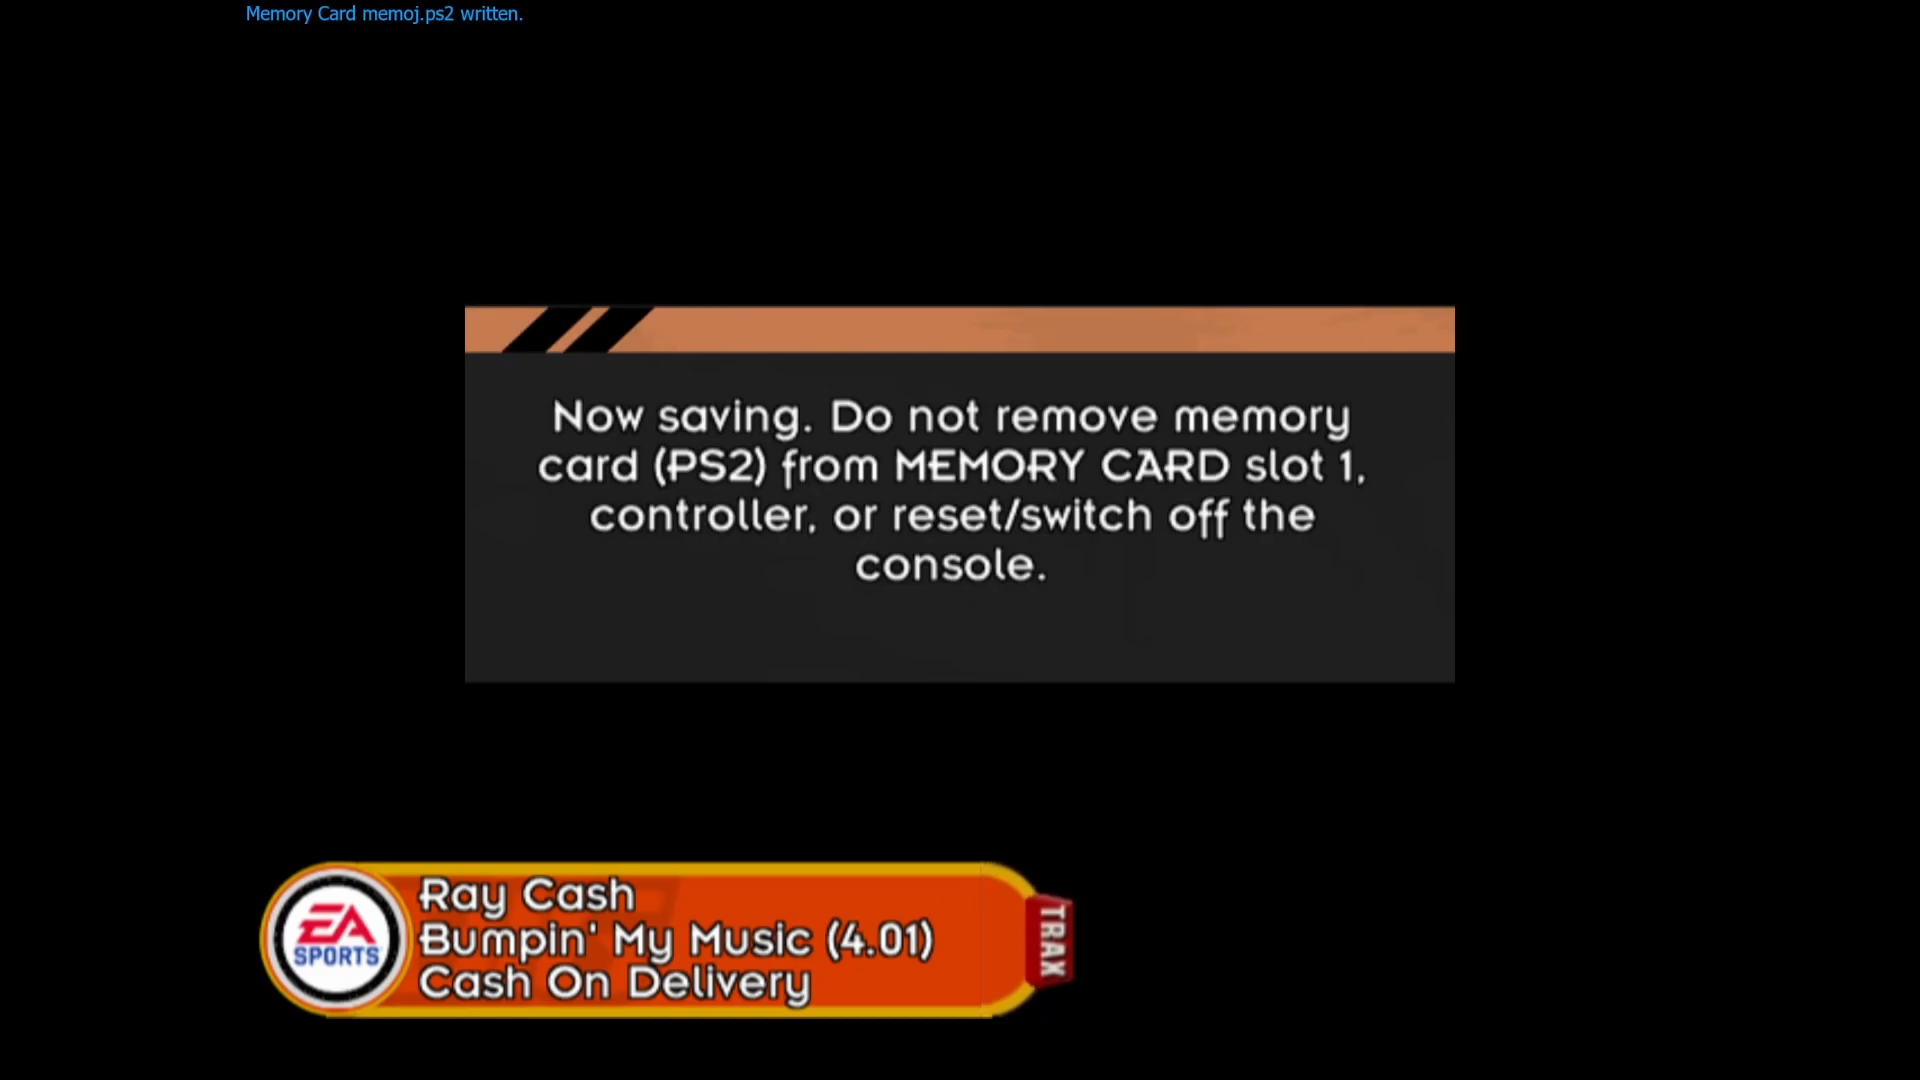 Memory Card memoj.ps2 written.
Now saving. Do not remove memory
card (PS2) from MEMORY CARD slot 1,
controller, or reset/switch off the
console.
EA
SPORTS
Ray Cash
Bumpin' My Music (4.01)
Cash On Delivery
TRAX